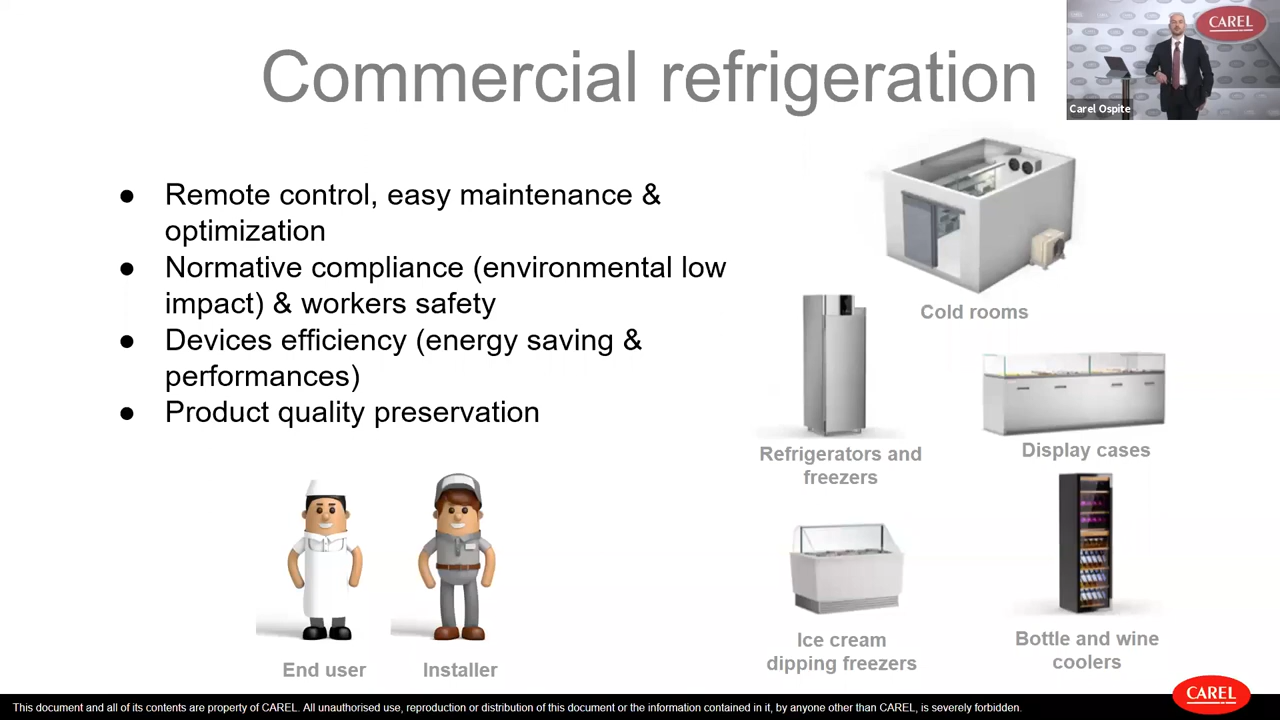 Commercial refrigeration
CAREL
Carel Ospite
● Remote control, easy maintenance &
optimization
● Normative compliance (environmental low
impact) & workers safety
● Devices efficiency (energy saving &
performances)
● Product quality preservation
Cold rooms
Refrigerators and
freezers
Display cases
Ice cream
dipping freezers
Bottle and wine
coolers
End user
Installer
CAREL
This document and all of its contents are property of CAREL. All unauthorised use, reproduction or distribution of this document or the information contained in it, by anyone other than CAREL, is severely forbidden.